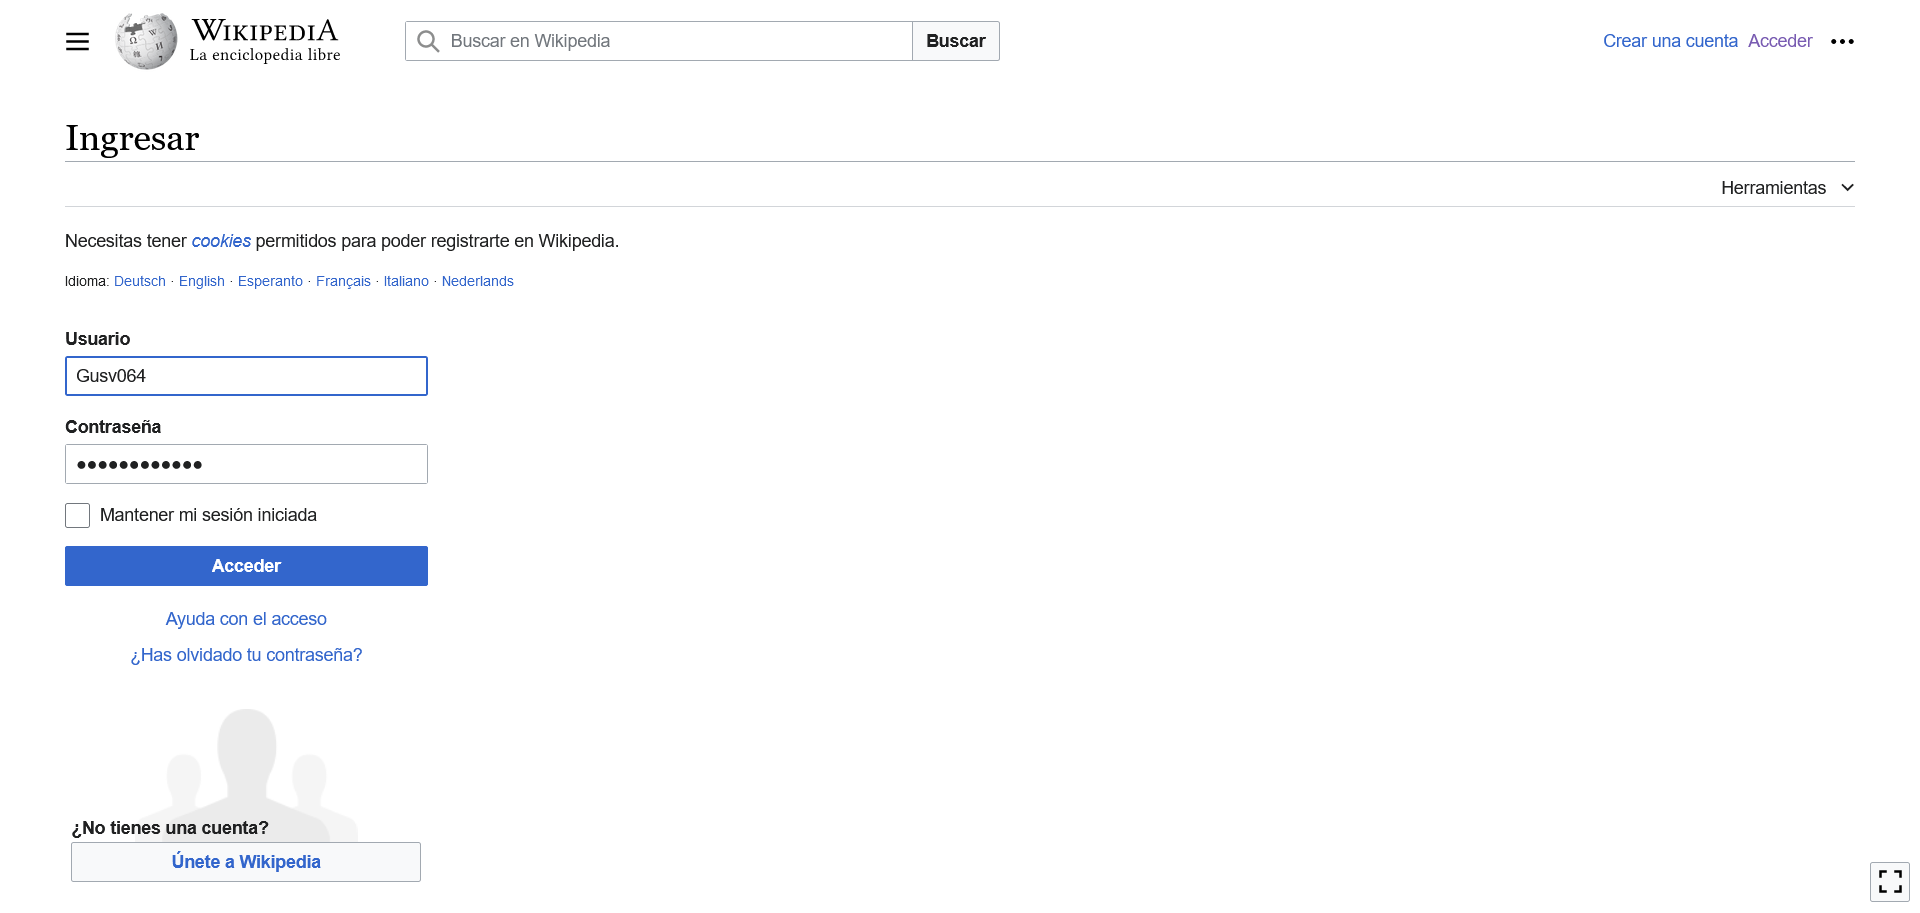 WIKIPEDIA
La enciclopedia libre
Buscar en Wikipedia
Buscar
Crear una cuenta Acceder
Ingresar
Herramientas
Necesitas tener cookies permitidos para poder registrarte en Wikipedia.
Idioma: Deutsch · English · Esperanto · Français · Italiano · Nederlands
Usuario
Gusv064
Contraseña
●●●●●●●●●●●●
Mantener mi sesión iniciada
Acceder
Ayuda con el acceso
¿Has olvidado tu contraseña?
¿No tienes una cuenta?
Únete a Wikipedia